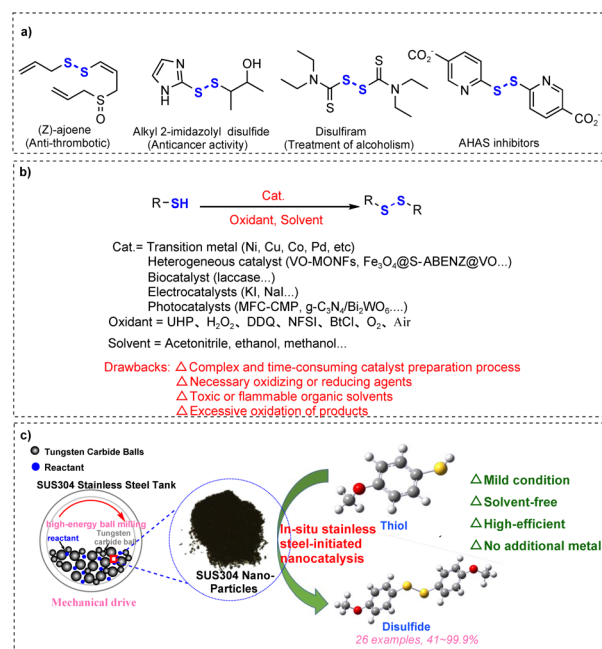 a)
S S
S
O
(Z)-ajoene
(Anti-thrombotic)
N
N
H
S
S
OH
Alkyl 2-imidazolyl disulfide
(Anticancer activity)
N
S
S
S
S
N
Disulfiram
(Treatment of alcoholism)
CO2-
N
S
S
N
CO2-
AHAS inhibitors
b)
R-SH
Cat.
Oxidant, Solvent
R
S
S
R
Cat.= Transition metal (Ni, Cu, Co, Pd, etc)
Heterogeneous catalyst (VO-MONFs, Fe3O4@S-ABENZ@VO...)
Biocatalyst (laccase...)
Electrocatalysts (KI, NaI...)
Photocatalysts (MFC-CMP, g-C3N4/Bi2WO6....)
Oxidant = UHP、H2O2、DDQ、NFSI、BtCl、O2、Air
Solvent = Acetonitrile, ethanol, methanol...
Drawbacks: △ Complex and time-consuming catalyst preparation process
△ Necessary oxidizing or reducing agents
△ Toxic or flammable organic solvents
△ Excessive oxidation of products
c)
Tungsten Carbide Balls
Reactant
SUS304 Stainless Steel Tank
high-energy ball milling
Tungsten
carbide ball
reactant
Mechanical drive
SUS304 Nano-
Particles
In-situ stainless
steel-initiated
nanocatalysis
Thiol
Disulfide
26 examples, 41~99.9%
△ Mild condition
△ Solvent-free
△ High-efficient
△ No additional metal